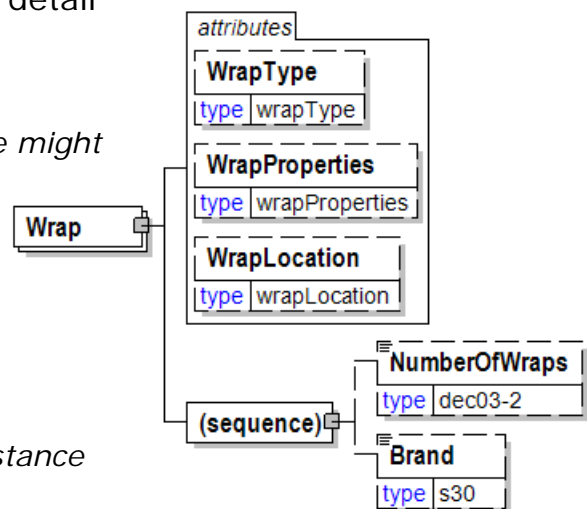 detail
attributes
WrapType
type wrapType
e might
WrapProperties
type wrapProperties
Wrap
WrapLocation
type wrapLocation
NumberOfWraps
type dec03-2
(sequence)
stance
Brand
type s30